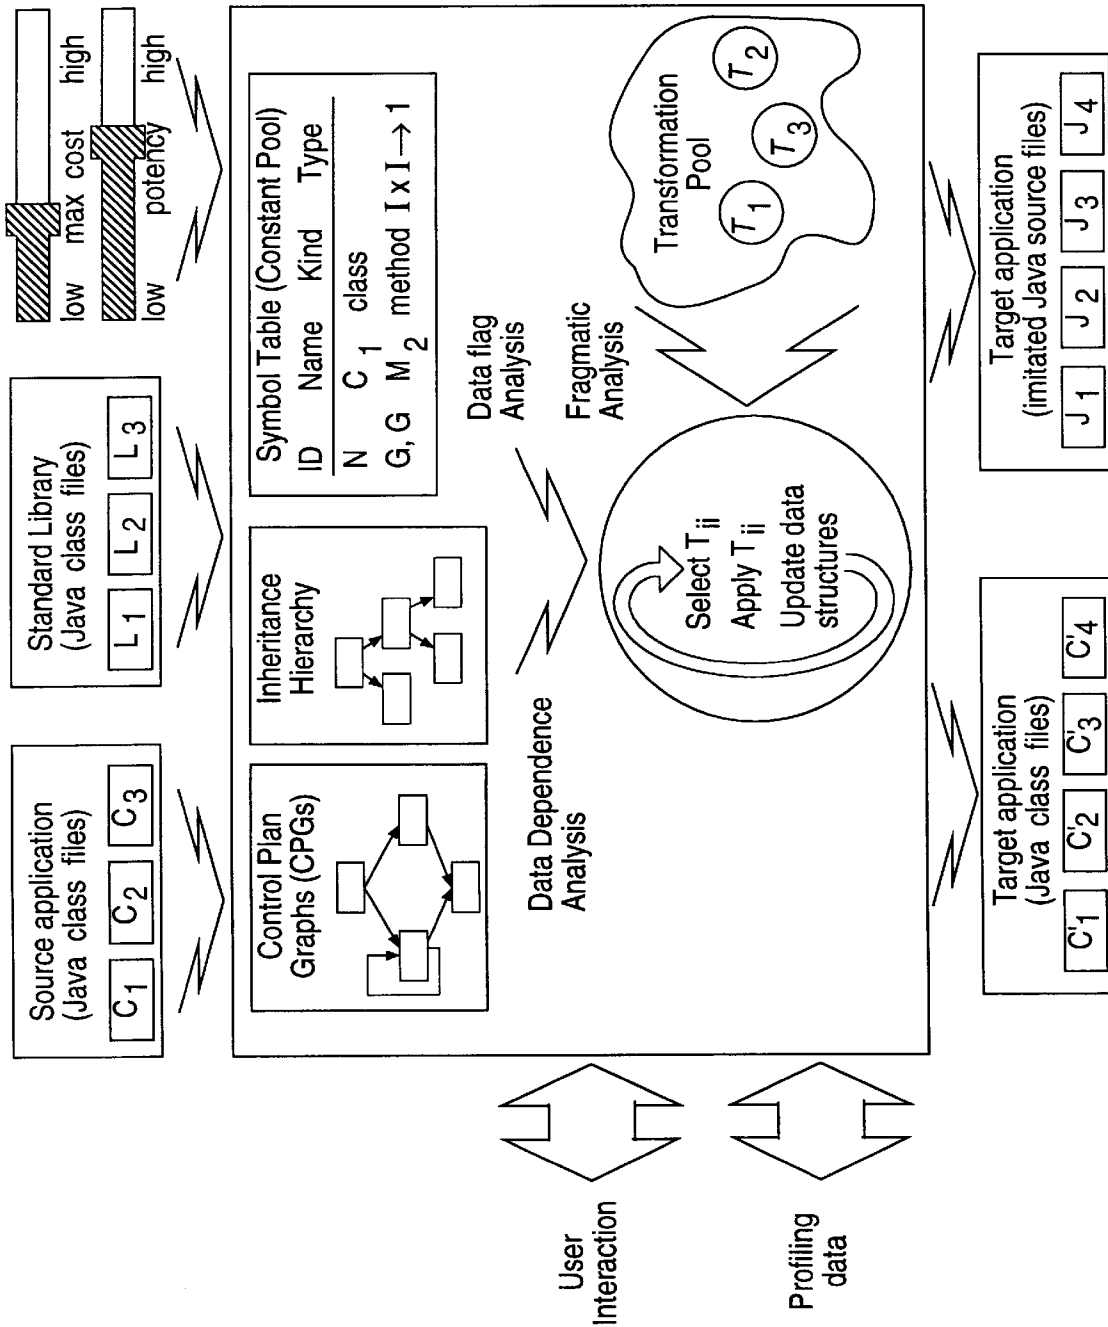 Source application
(Java class files)
C1 C2 C3
Standard Library
(Java class files)
L1 L2 L3
low max cost high
low potency high
Control Plan
Graphs (CPGs)
Inheritance
Hierarchy
Symbol Table (Constant Pool)
ID Name Kind Type
N C1 class
G,G M2 method I x I → 1
Data Dependence
Analysis
Data flag
Analysis
Fragmatic
Analysis
User
Interaction
Profiling
data
Select Tii
Apply Tii
Update data
structures
Transformation
Pool
T1 T3 T2
Target application
(Java class files)
C'1 C'2 C'3 C'4
Target application
(imitated Java source files)
J1 J2 J3 J4